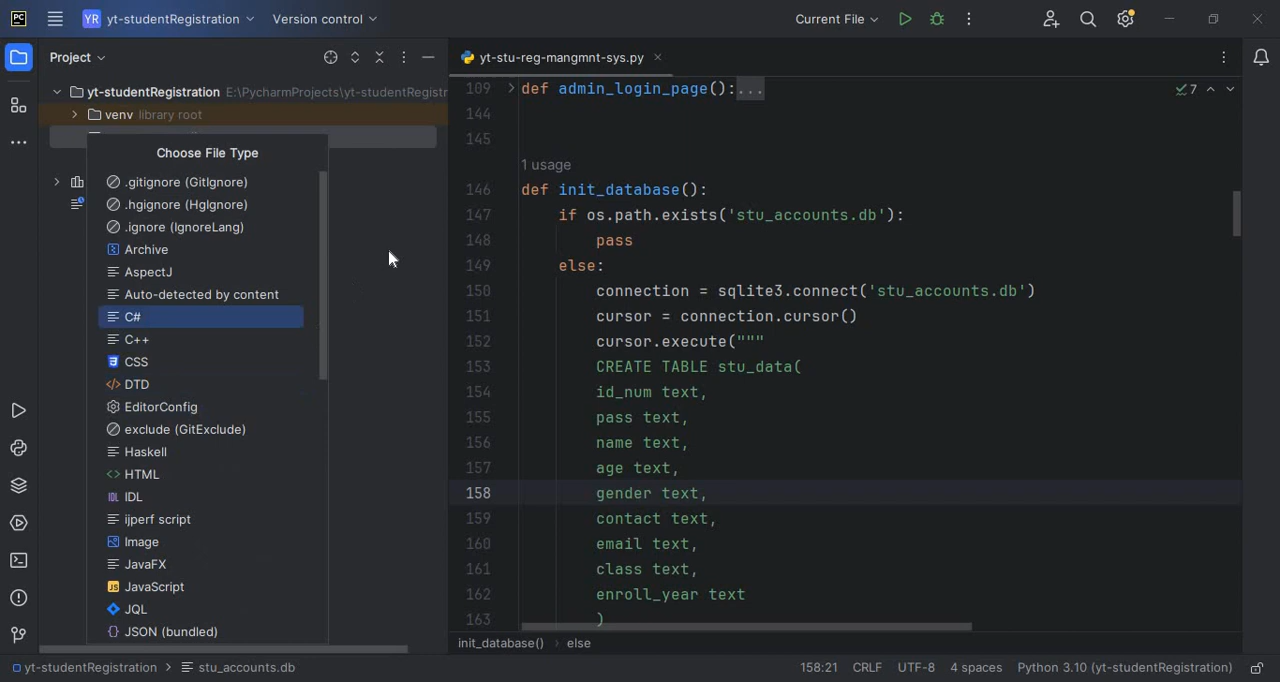 PC YR yt-studentRegistration Version control Current File
Project
yt-stu-reg-mangmnt-sys.py
yt-studentRegistration E:\PycharmProjects\yt-studentRegistr
venv library root
Choose File Type
.gitignore (GitIgnore)
.hgignore (HgIgnore)
.ignore (IgnoreLang)
Archive
AspectJ
Auto-detected by content
C#
C++
CSS
DTD
EditorConfig
exclude (GitExclude)
Haskell
HTML
IDL IDL
ijperf script
Image
JavaFX
JS JavaScript
JQL
JSON (bundled)
109 def admin_login_page():...
7
144
145
1 usage
146 def init_database():
147 if os.path.exists('stu_accounts.db'):
148 pass
149 else:
150 connection = sqlite3.connect('stu_accounts.db')
151 cursor = connection.cursor()
152 cursor.execute("""
153 CREATE TABLE stu_data(
154 id_num text,
155 pass text,
156 name text,
157 age text,
158 gender text,
159 contact text,
160 email text,
161 class text,
162 enroll_year text
163 )
init_database() › else
yt-studentRegistration › stu_accounts.db
158:21 CRLF UTF-8 4 spaces Python 3.10 (yt-studentRegistration)